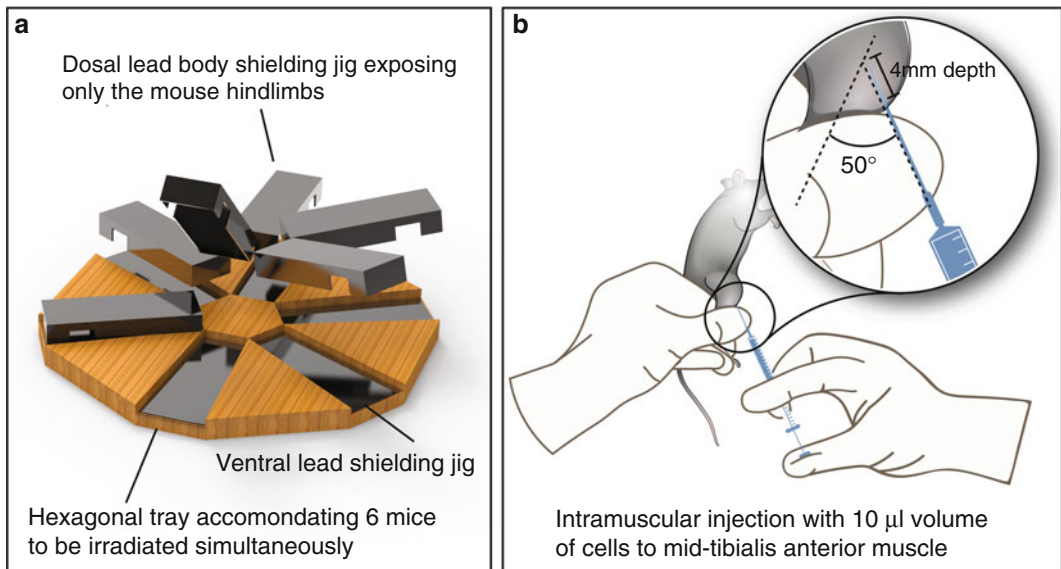 a
Dosal lead body shielding jig exposing
only the mouse hindlimbs
Ventral lead shielding jig
Hexagonal tray accomondating 6 mice
to be irradiated simultaneously
b
4mm depth
50°
Intramuscular injection with 10 μl volume
of cells to mid-tibialis anterior muscle